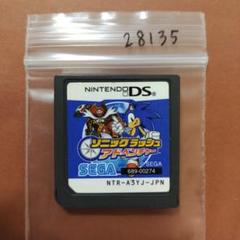 28135
NINTENDO DS
ソニック ラッシュ
アドベンチャー
SEGA
SEGA
689-00274
NTR-A3YJ-JPN